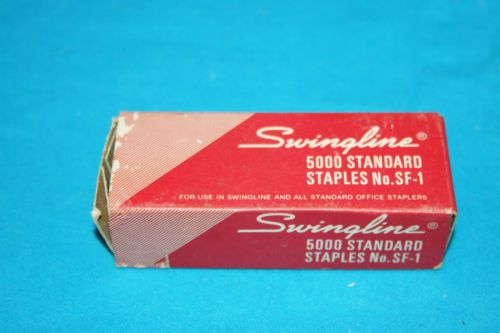 Swingline®
5000 STANDARD
STAPLES No. SF-1
FOR USE IN SWINGLINE AND ALL STANDARD OFFICE STAPLERS
Swingline®
5000 STANDARD
STAPLES No. SF-1